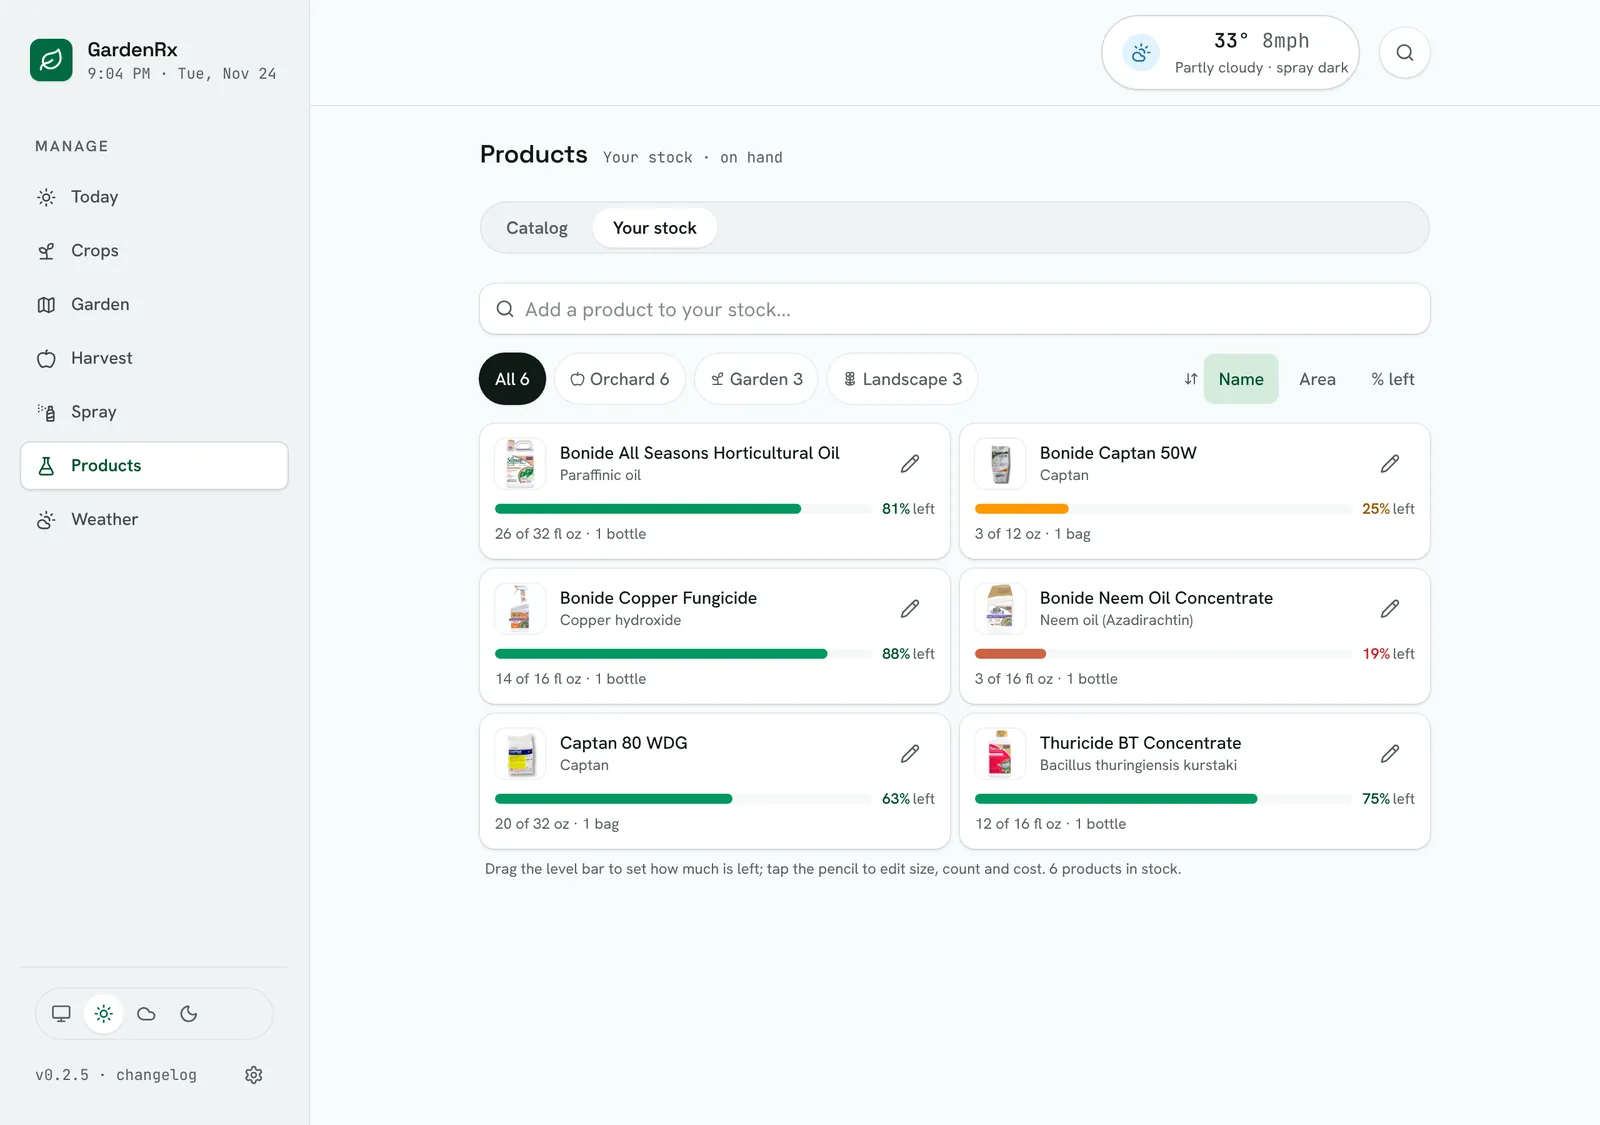 GardenRx
9:04 PM · Tue, Nov 24
MANAGE
Today
Crops
Garden
Harvest
Spray
Products
Weather
v0.2.5 · changelog
33° 8mph
Partly cloudy · spray dark
Products Your stock · on hand
Catalog Your stock
Add a product to your stock...
All 6 Orchard 6 Garden 3 Landscape 3 Name Area % left
Bonide All Seasons Horticultural Oil
Paraffinic oil
81% left
26 of 32 fl oz · 1 bottle
Bonide Captan 50W
Captan
25% left
3 of 12 oz · 1 bag
Bonide Copper Fungicide
Copper hydroxide
88% left
14 of 16 fl oz · 1 bottle
Bonide Neem Oil Concentrate
Neem oil (Azadirachtin)
19% left
3 of 16 fl oz · 1 bottle
Captan 80 WDG
Captan
63% left
20 of 32 oz · 1 bag
Thuricide BT Concentrate
Bacillus thuringiensis kurstaki
75% left
12 of 16 fl oz · 1 bottle
Drag the level bar to set how much is left; tap the pencil to edit size, count and cost. 6 products in stock.